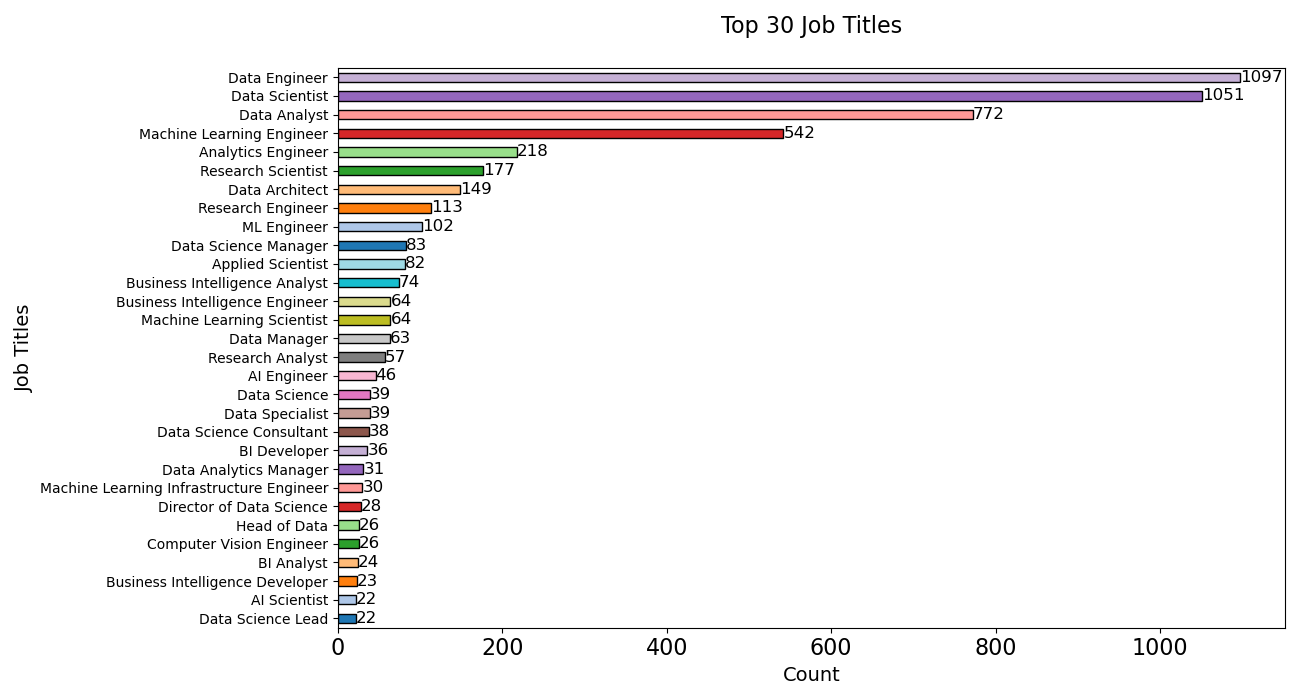 Top 30 Job Titles
Job Titles
Data Engineer 1097
Data Scientist 1051
Data Analyst 772
Machine Learning Engineer 542
Analytics Engineer 218
Research Scientist 177
Data Architect 149
Research Engineer 113
ML Engineer 102
Data Science Manager 83
Applied Scientist 82
Business Intelligence Analyst 74
Business Intelligence Engineer 64
Machine Learning Scientist 64
Data Manager 63
Research Analyst 57
AI Engineer 46
Data Science 39
Data Specialist 39
Data Science Consultant 38
BI Developer 36
Data Analytics Manager 31
Machine Learning Infrastructure Engineer 30
Director of Data Science 28
Head of Data 26
Computer Vision Engineer 26
BI Analyst 24
Business Intelligence Developer 23
AI Scientist 22
Data Science Lead 22
0 200 400 600 800 1000
Count